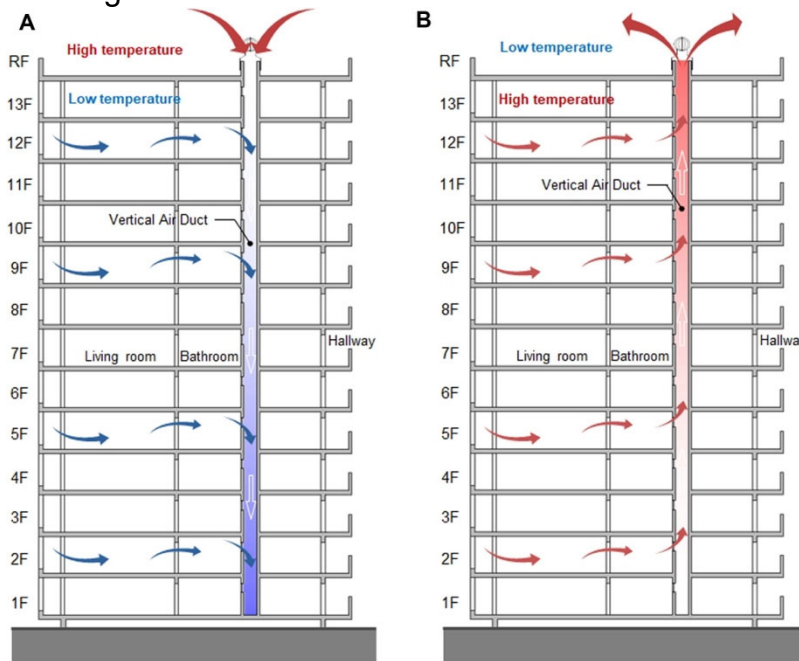 A
High temperature
Low temperature
RF
13F
12F
11F
10F
9F
8F
7F
6F
5F
4F
3F
2F
1F
Vertical Air Duct
Living room
Bathroom
Hallway
B
Low temperature
High temperature
RF
13F
12F
11F
10F
9F
8F
7F
6F
5F
4F
3F
2F
1F
Vertical Air Duct
Living room
Bathroom
Hallwa